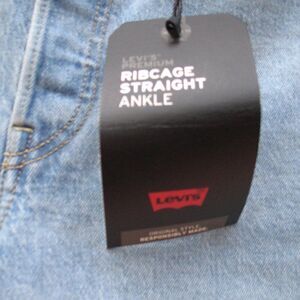 LEVI'S®
PREMIUM
RIBCAGE
STRAIGHT
ANKLE
Levi's
ORIGINAL STYLE,
RESPONSIBLY MADE.